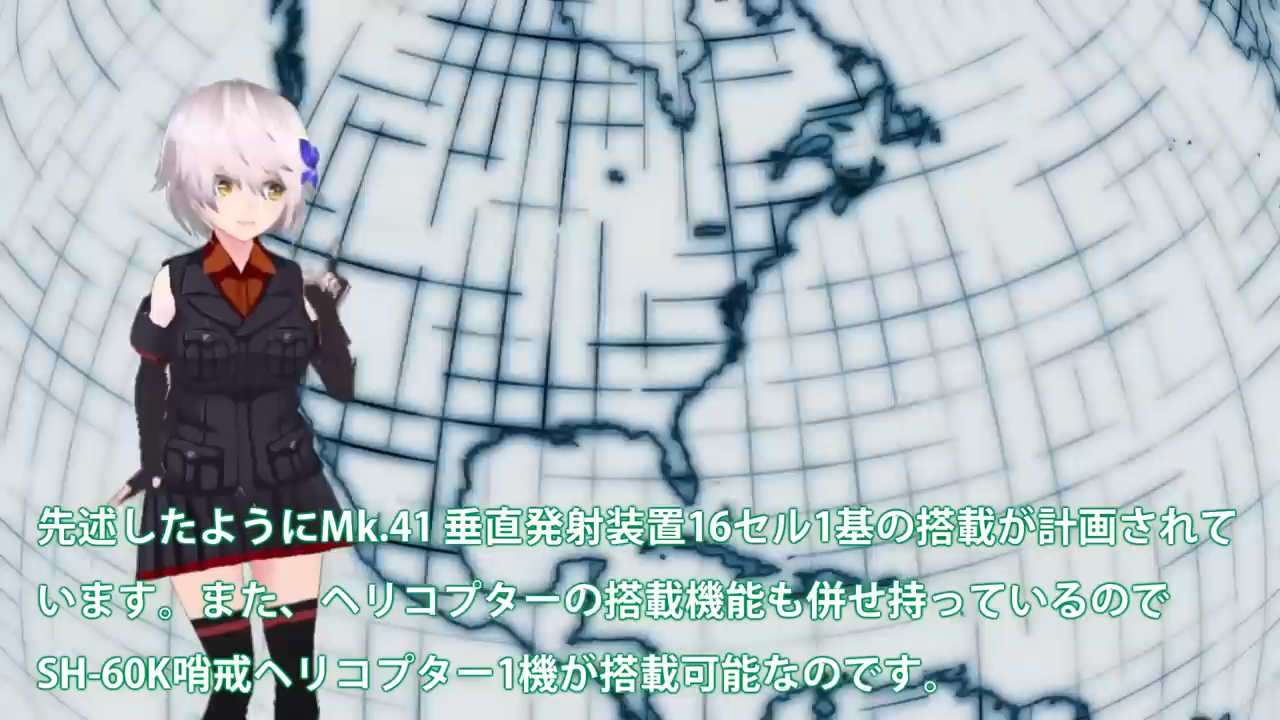 先述したようにMk.41 垂直発射装置16セル1基の搭載が計画されて
います。また、ヘリコプターの搭載機能も併せ持っているので
SH-60K哨戒ヘリコプター1機が搭載可能なのです。